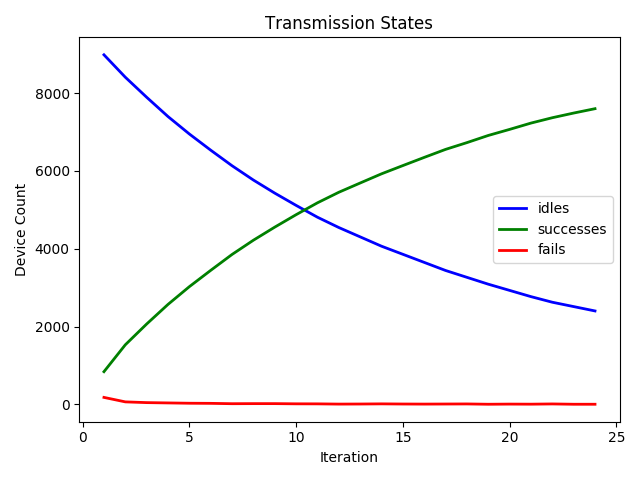 Transmission States
Device Count
8000
6000
4000
2000
0
idles
successes
fails
0 5 10 15 20 25
Iteration